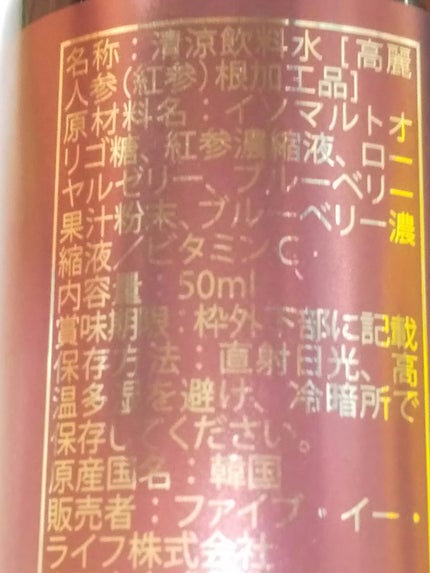 名称：清涼飲料水［高麗
人参（紅参）根加工品］
原材料名：イソマルトオ
リゴ糖、紅参濃縮液、ロー
ヤルゼリー、ブルーベリー
果汁粉末、ブルーベリー濃
縮液／ビタミンC、
内容量：50ml
賞味期限：枠外下部に記載
保存方法：直射日光、高
温多湿を避け、冷暗所で
保存してください。
原産国名：韓国
販売者：ファイブ・イー・
ライフ株式会社